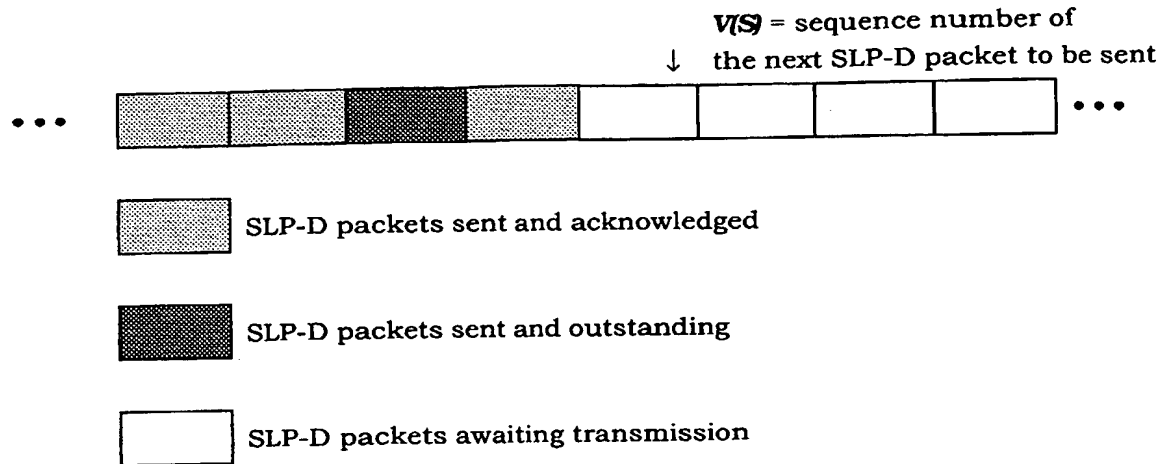 V(S) = sequence number of
↓ the next SLP-D packet to be sent
••• •••
SLP-D packets sent and acknowledged
SLP-D packets sent and outstanding
SLP-D packets awaiting transmission